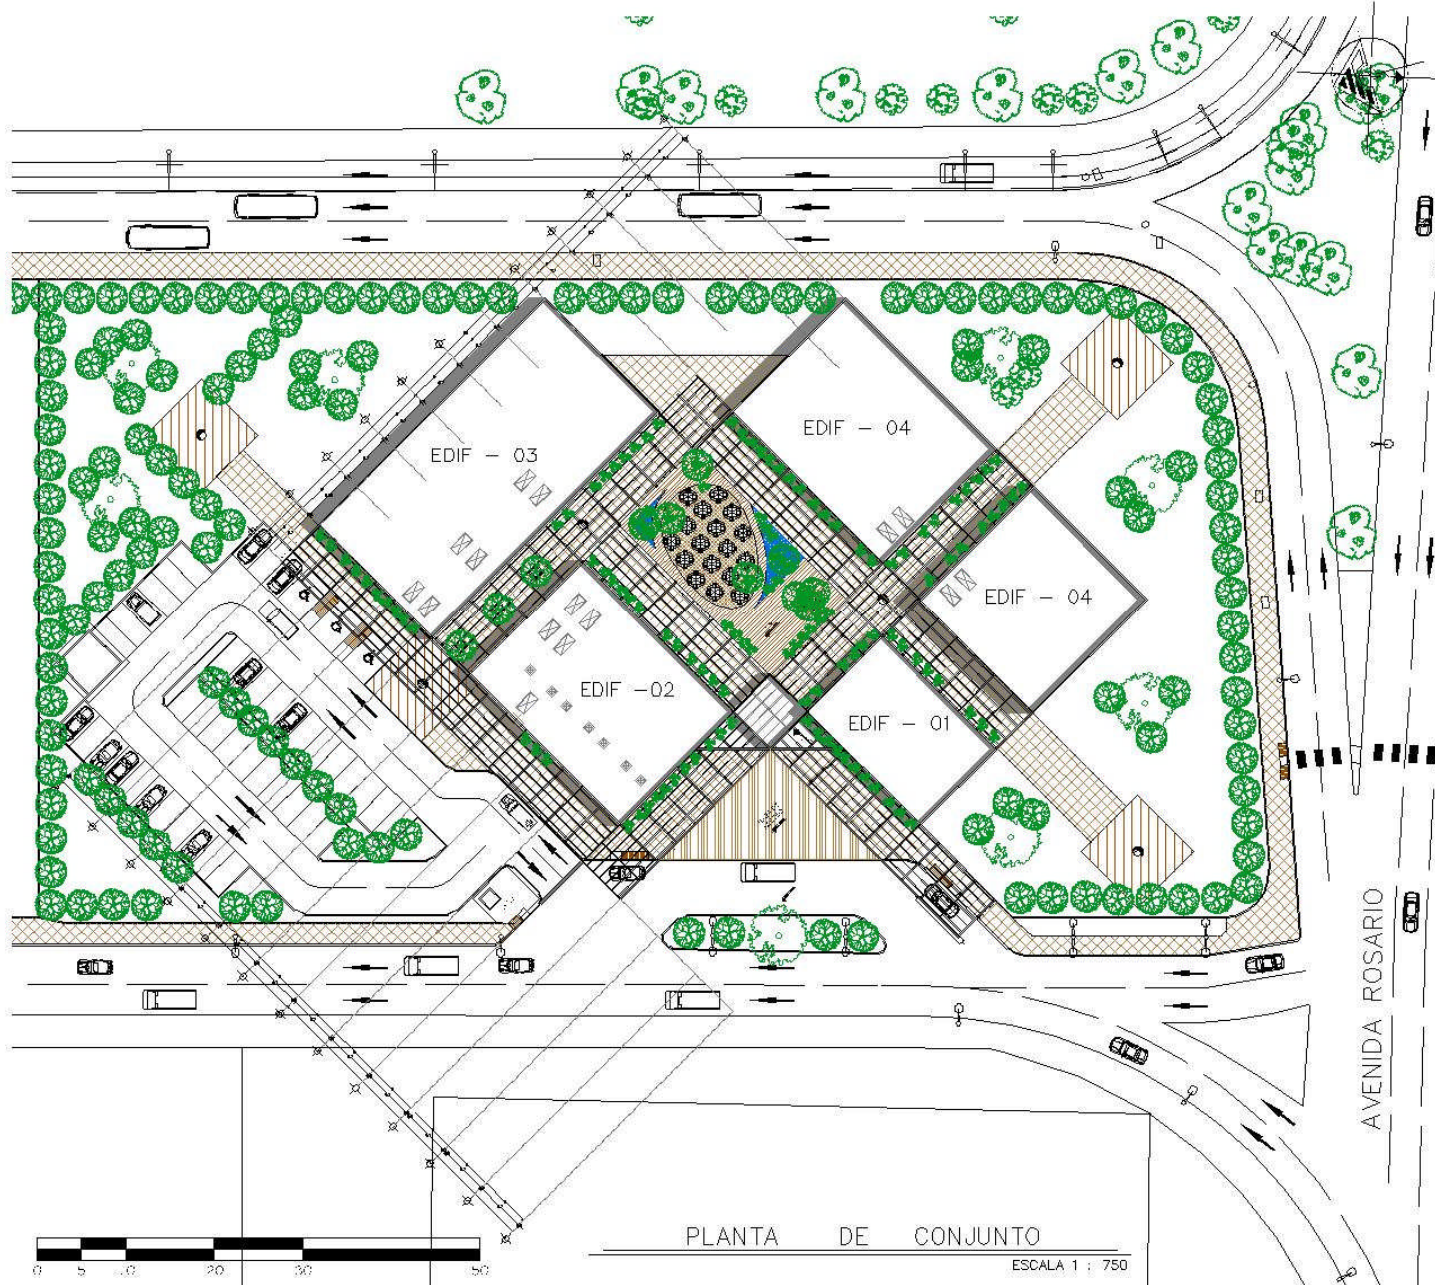 EDIF - 04
EDIF - 03
EDIF - 04
EDIF -02
EDIF - 01
AVENIDA ROSARIO
PLANTA DE CONJUNTO
ESCALA 1 : 750
0 5 10 20 30 50